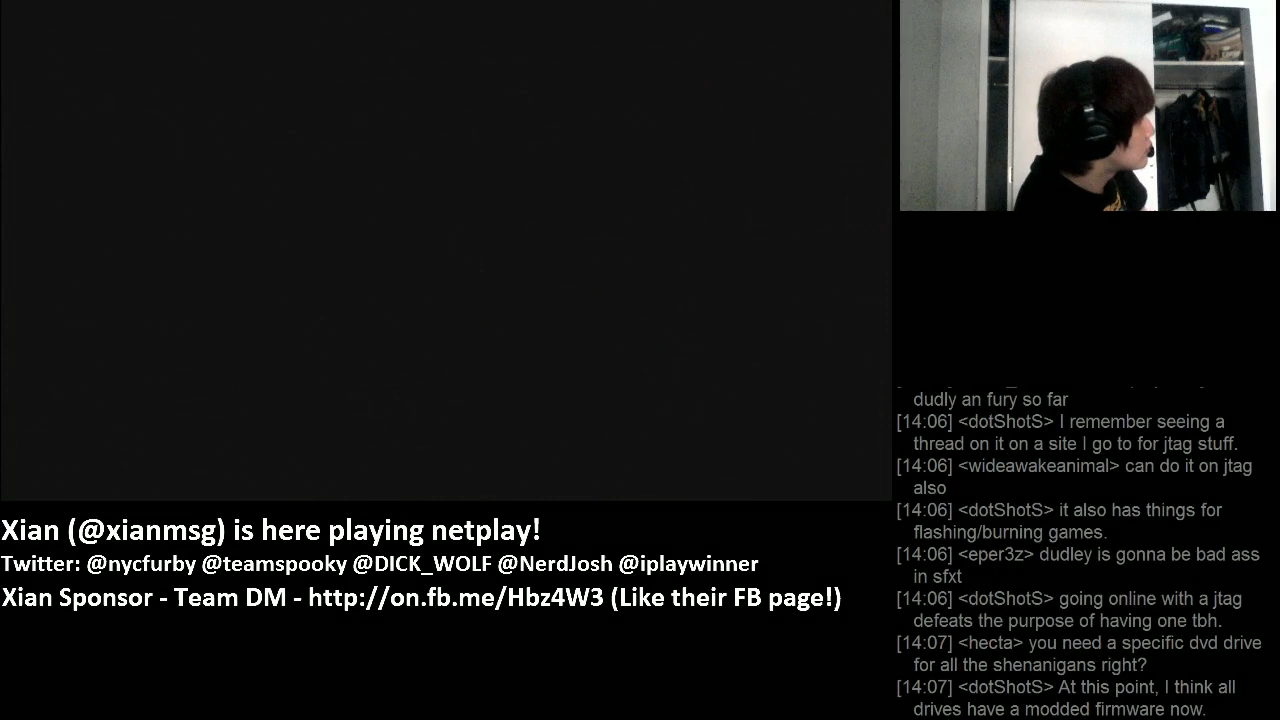 Xian (@xianmsg) is here playing netplay!
Twitter: @nycfurby @teamspooky @DICK_WOLF @NerdJosh @iplaywinner
Xian Sponsor - Team DM - http://on.fb.me/Hbz4W3 (Like their FB page!)
dudly an fury so far
[14:06] <dotShotS> I remember seeing a
thread on it on a site I go to for jtag stuff.
[14:06] <wideawakeanimal> can do it on jtag
also
[14:06] <dotShotS> it also has things for
flashing/burning games.
[14:06] <eper3z> dudley is gonna be bad ass
in sfxt
[14:06] <dotShotS> going online with a jtag
defeats the purpose of having one tbh.
[14:07] <hecta> you need a specific dvd drive
for all the shenanigans right?
[14:07] <dotShotS> At this point, I think all
drives have a modded firmware now.